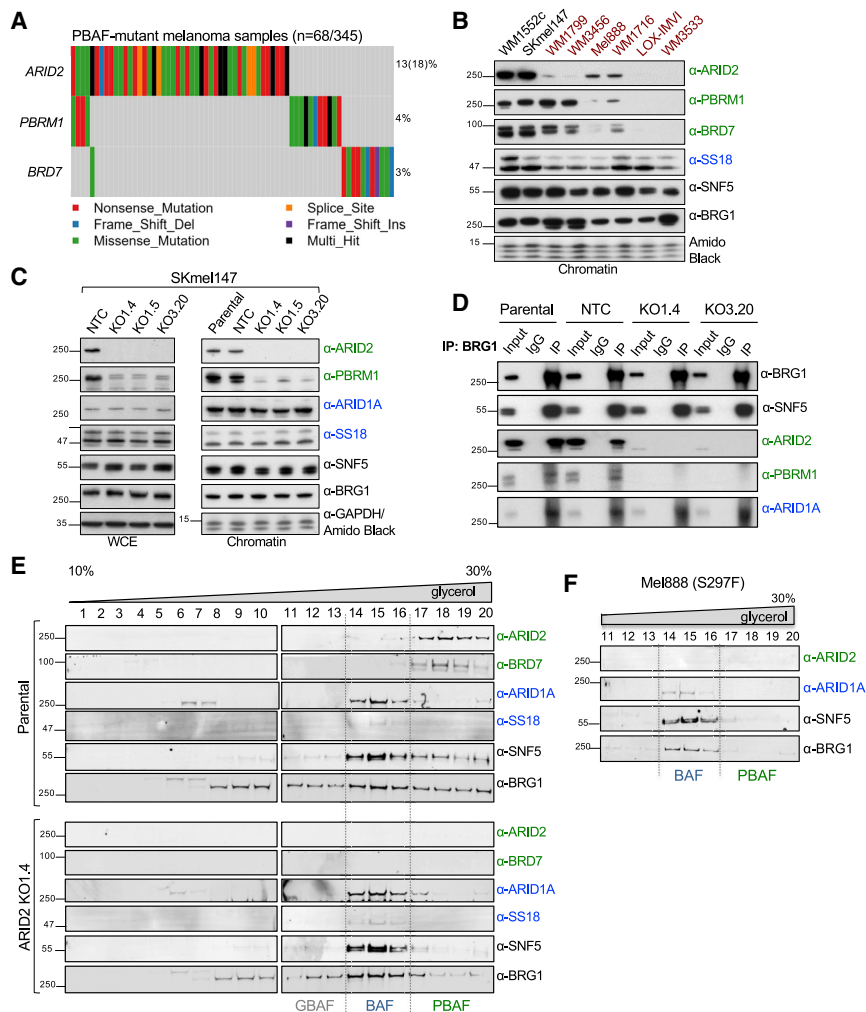 A
PBAF-mutant melanoma samples (n=68/345)
ARID2
13(18)%
PBRM1
4%
BRD7
3%
Nonsense_Mutation
Splice_Site
Frame_Shift_Del
Frame_Shift_Ins
Missense_Mutation
Multi_Hit
B
WM1552c SKmel147 WM1799 WM3456 Mel888 WM1716 LOX-IMVI WM3533
250 α-ARID2
250 α-PBRM1
100 α-BRD7
47 α-SS18
55 α-SNF5
250 α-BRG1
15 Amido
Black
Chromatin
C
SKmel147
NTC KO1.4 KO1.5 KO3.20 Parental NTC KO1.4 KO1.5 KO3.20
250 α-ARID2
250 α-PBRM1
250 α-ARID1A
47 α-SS18
55 α-SNF5
250 α-BRG1
35 15 α-GAPDH/
Amido Black
WCE Chromatin
D
Parental NTC KO1.4 KO3.20
IP: BRG1 Input IgG IP Input IgG IP Input IgG IP Input IgG IP
250 α-BRG1
55 α-SNF5
250 α-ARID2
250 α-PBRM1
250 α-ARID1A
E
10% 30%
glycerol
1 2 3 4 5 6 7 8 9 10 11 12 13 14 15 16 17 18 19 20
Parental
250 α-ARID2
100 α-BRD7
250 α-ARID1A
47 α-SS18
55 α-SNF5
250 α-BRG1
ARID2 KO1.4
250 α-ARID2
100 α-BRD7
250 α-ARID1A
47 α-SS18
55 α-SNF5
250 α-BRG1
GBAF BAF PBAF
F
Mel888 (S297F)
30%
glycerol
11 12 13 14 15 16 17 18 19 20
250 α-ARID2
250 α-ARID1A
55 α-SNF5
250 α-BRG1
BAF PBAF